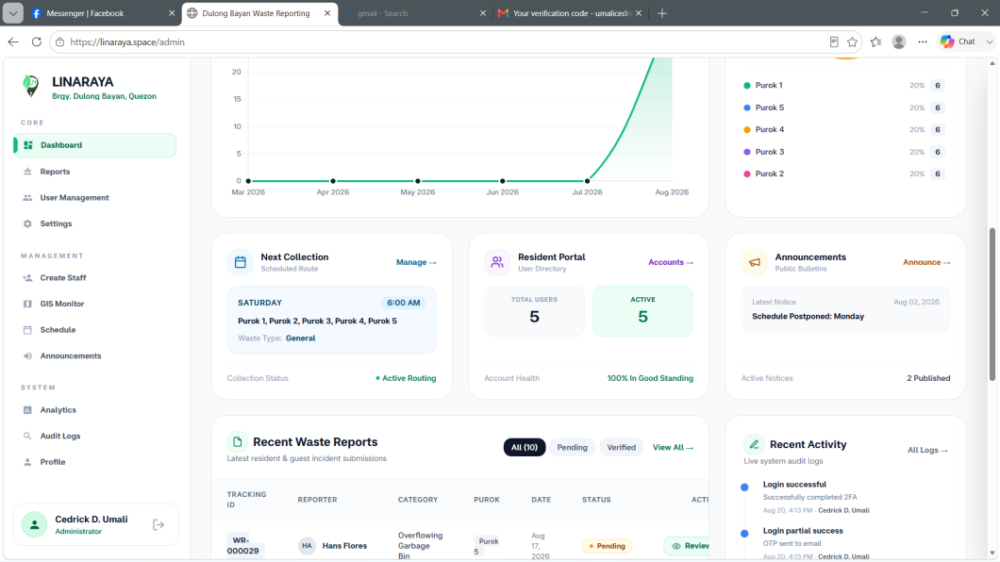 Messenger | Facebook
Dulong Bayan Waste Reporting
gmail - Search
Your verification code - umalicedri
https://linaraya.space/admin
Chat
LINARAYA
Brgy. Dulong Bayan, Quezon
CORE
Dashboard
Reports
User Management
Settings
MANAGEMENT
Create Staff
GIS Monitor
Schedule
Announcements
SYSTEM
Analytics
Audit Logs
Profile
Cedrick D. Umali
Administrator
20
15
10
5
0
Mar 2026 Apr 2026 May 2026 Jun 2026 Jul 2026 Aug 2026
Purok 1 20% 6
Purok 5 20% 6
Purok 4 20% 6
Purok 3 20% 6
Purok 2 20% 6
Next Collection
Scheduled Route
Manage →
SATURDAY 6:00 AM
Purok 1, Purok 2, Purok 3, Purok 4, Purok 5
Waste Type: General
Collection Status Active Routing
Resident Portal
User Directory
Accounts →
TOTAL USERS
5
ACTIVE
5
Account Health 100% In Good Standing
Announcements
Public Bulletins
Announce →
Latest Notice Aug 02, 2026
Schedule Postponed: Monday
Active Notices 2 Published
Recent Waste Reports
Latest resident & guest incident submissions
All (10) Pending Verified View All →
TRACKING ID REPORTER CATEGORY PUROK DATE STATUS ACTI
WR-000029 HA Hans Flores Overflowing Garbage Bin Purok 5 Aug 17, 2026 Pending Review
Recent Activity
Live system audit logs
All Logs →
Login successful
Successfully completed 2FA
Aug 20, 4:13 PM · Cedrick D. Umali
Login partial success
OTP sent to email
Aug 20, 4:13 PM · Cedrick D. Umali